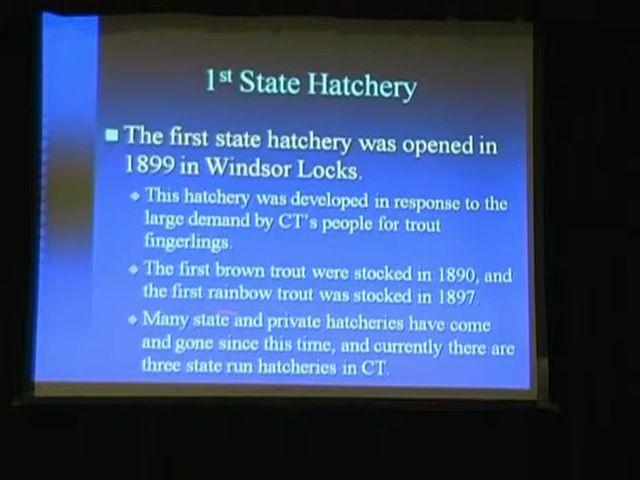 1st State Hatchery
The first state hatchery was opened in
1899 in Windsor Locks.
This hatchery was developed in response to the
large demand by CT's people for trout
fingerlings.
The first brown trout were stocked in 1890, and
the first rainbow trout was stocked in 1897.
Many state and private hatcheries have come
and gone since this time, and currently there are
three state run hatcheries in CT.